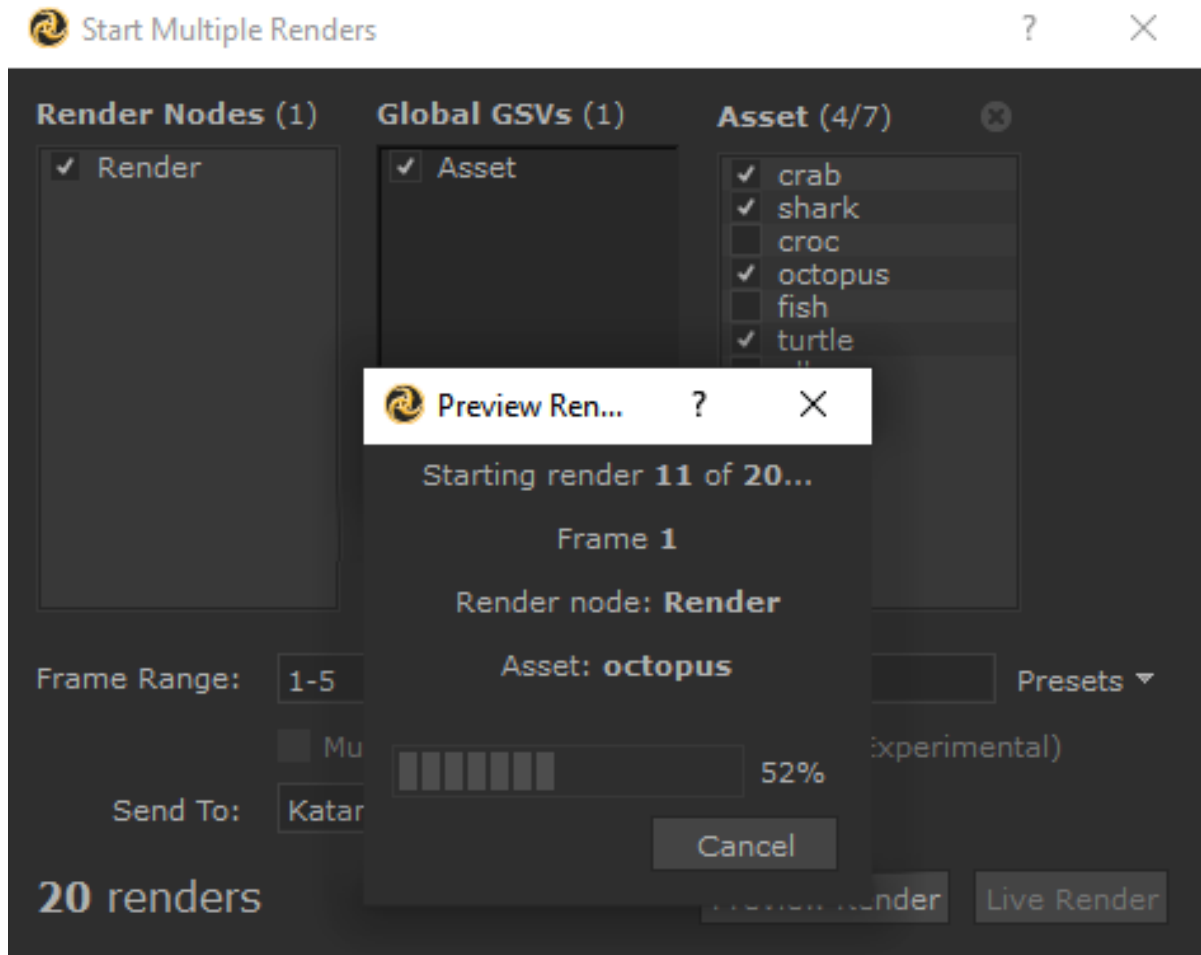 Start Multiple Renders
Render Nodes (1)
Global GSVs (1)
Asset (4/7)
Render
Asset
crab
shark
croc
octopus
fish
turtle
Preview Ren...
Starting render 11 of 20...
Frame 1
Render node: Render
Asset: octopus
52%
Cancel
Frame Range:
1-5
Presets
Send To:
20 renders
Live Render